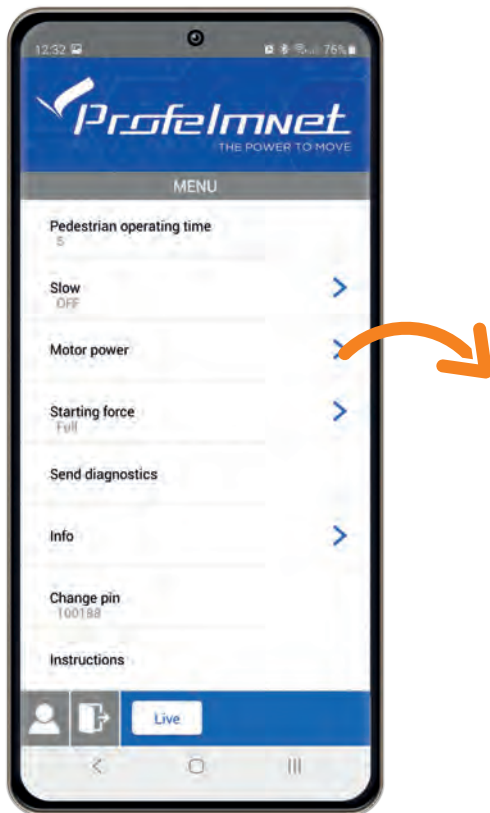 12:32
76%
Profelmnet
THE POWER TO MOVE
MENU
Pedestrian operating time
5
Slow
OFF
Motor power
Starting force
Full
Send diagnostics
Info
Change pin
100188
Instructions
Live